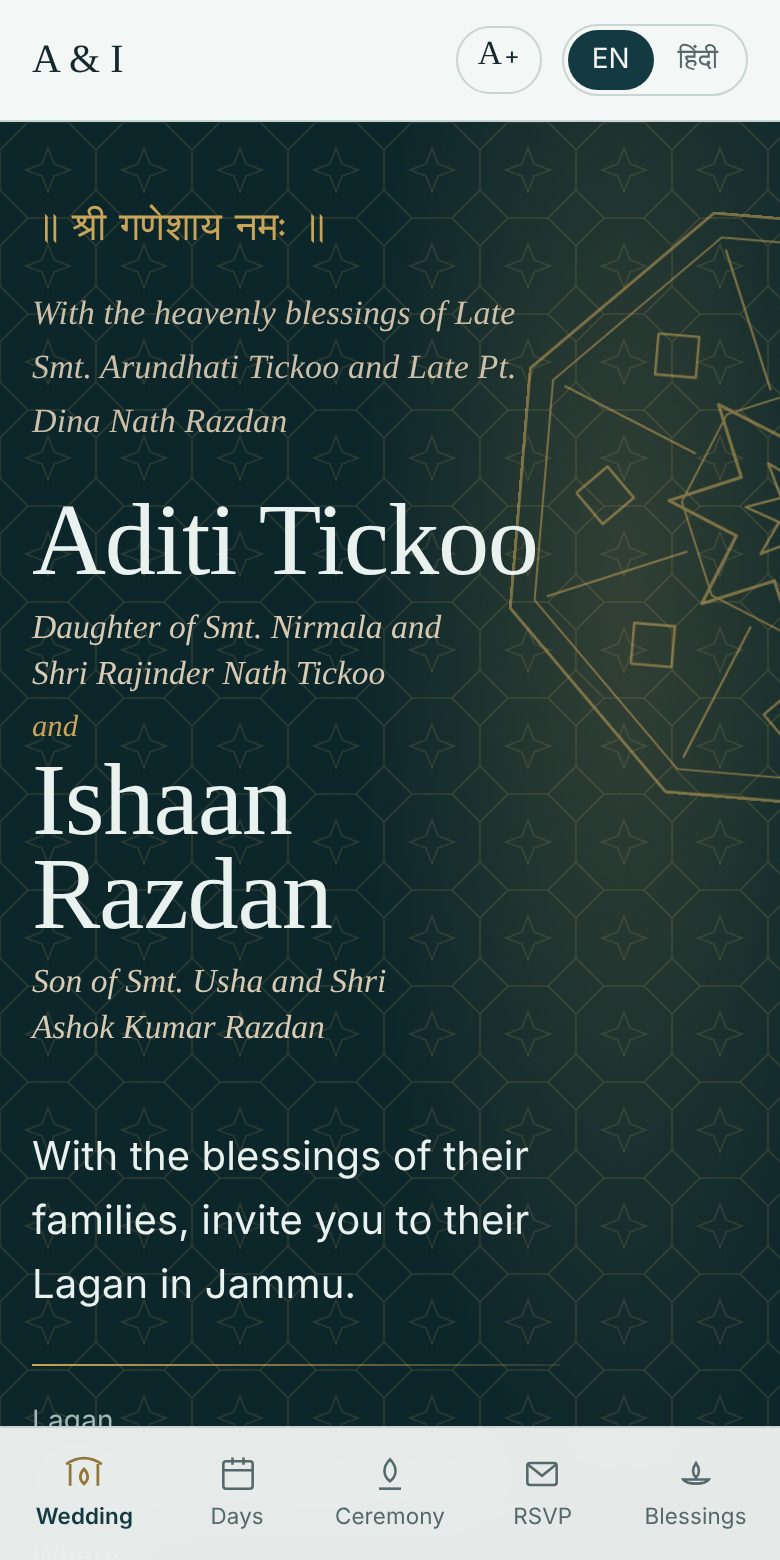 A & I
A+
EN
हिंदी
॥ श्री गणेशाय नमः ॥
With the heavenly blessings of Late
Smt. Arundhati Tickoo and Late Pt.
Dina Nath Razdan
Aditi Tickoo
Daughter of Smt. Nirmala and
Shri Rajinder Nath Tickoo
and
Ishaan
Razdan
Son of Smt. Usha and Shri
Ashok Kumar Razdan
With the blessings of their
families, invite you to their
Lagan in Jammu.
Lagan
Wedding
Days
Ceremony
RSVP
Blessings
Where